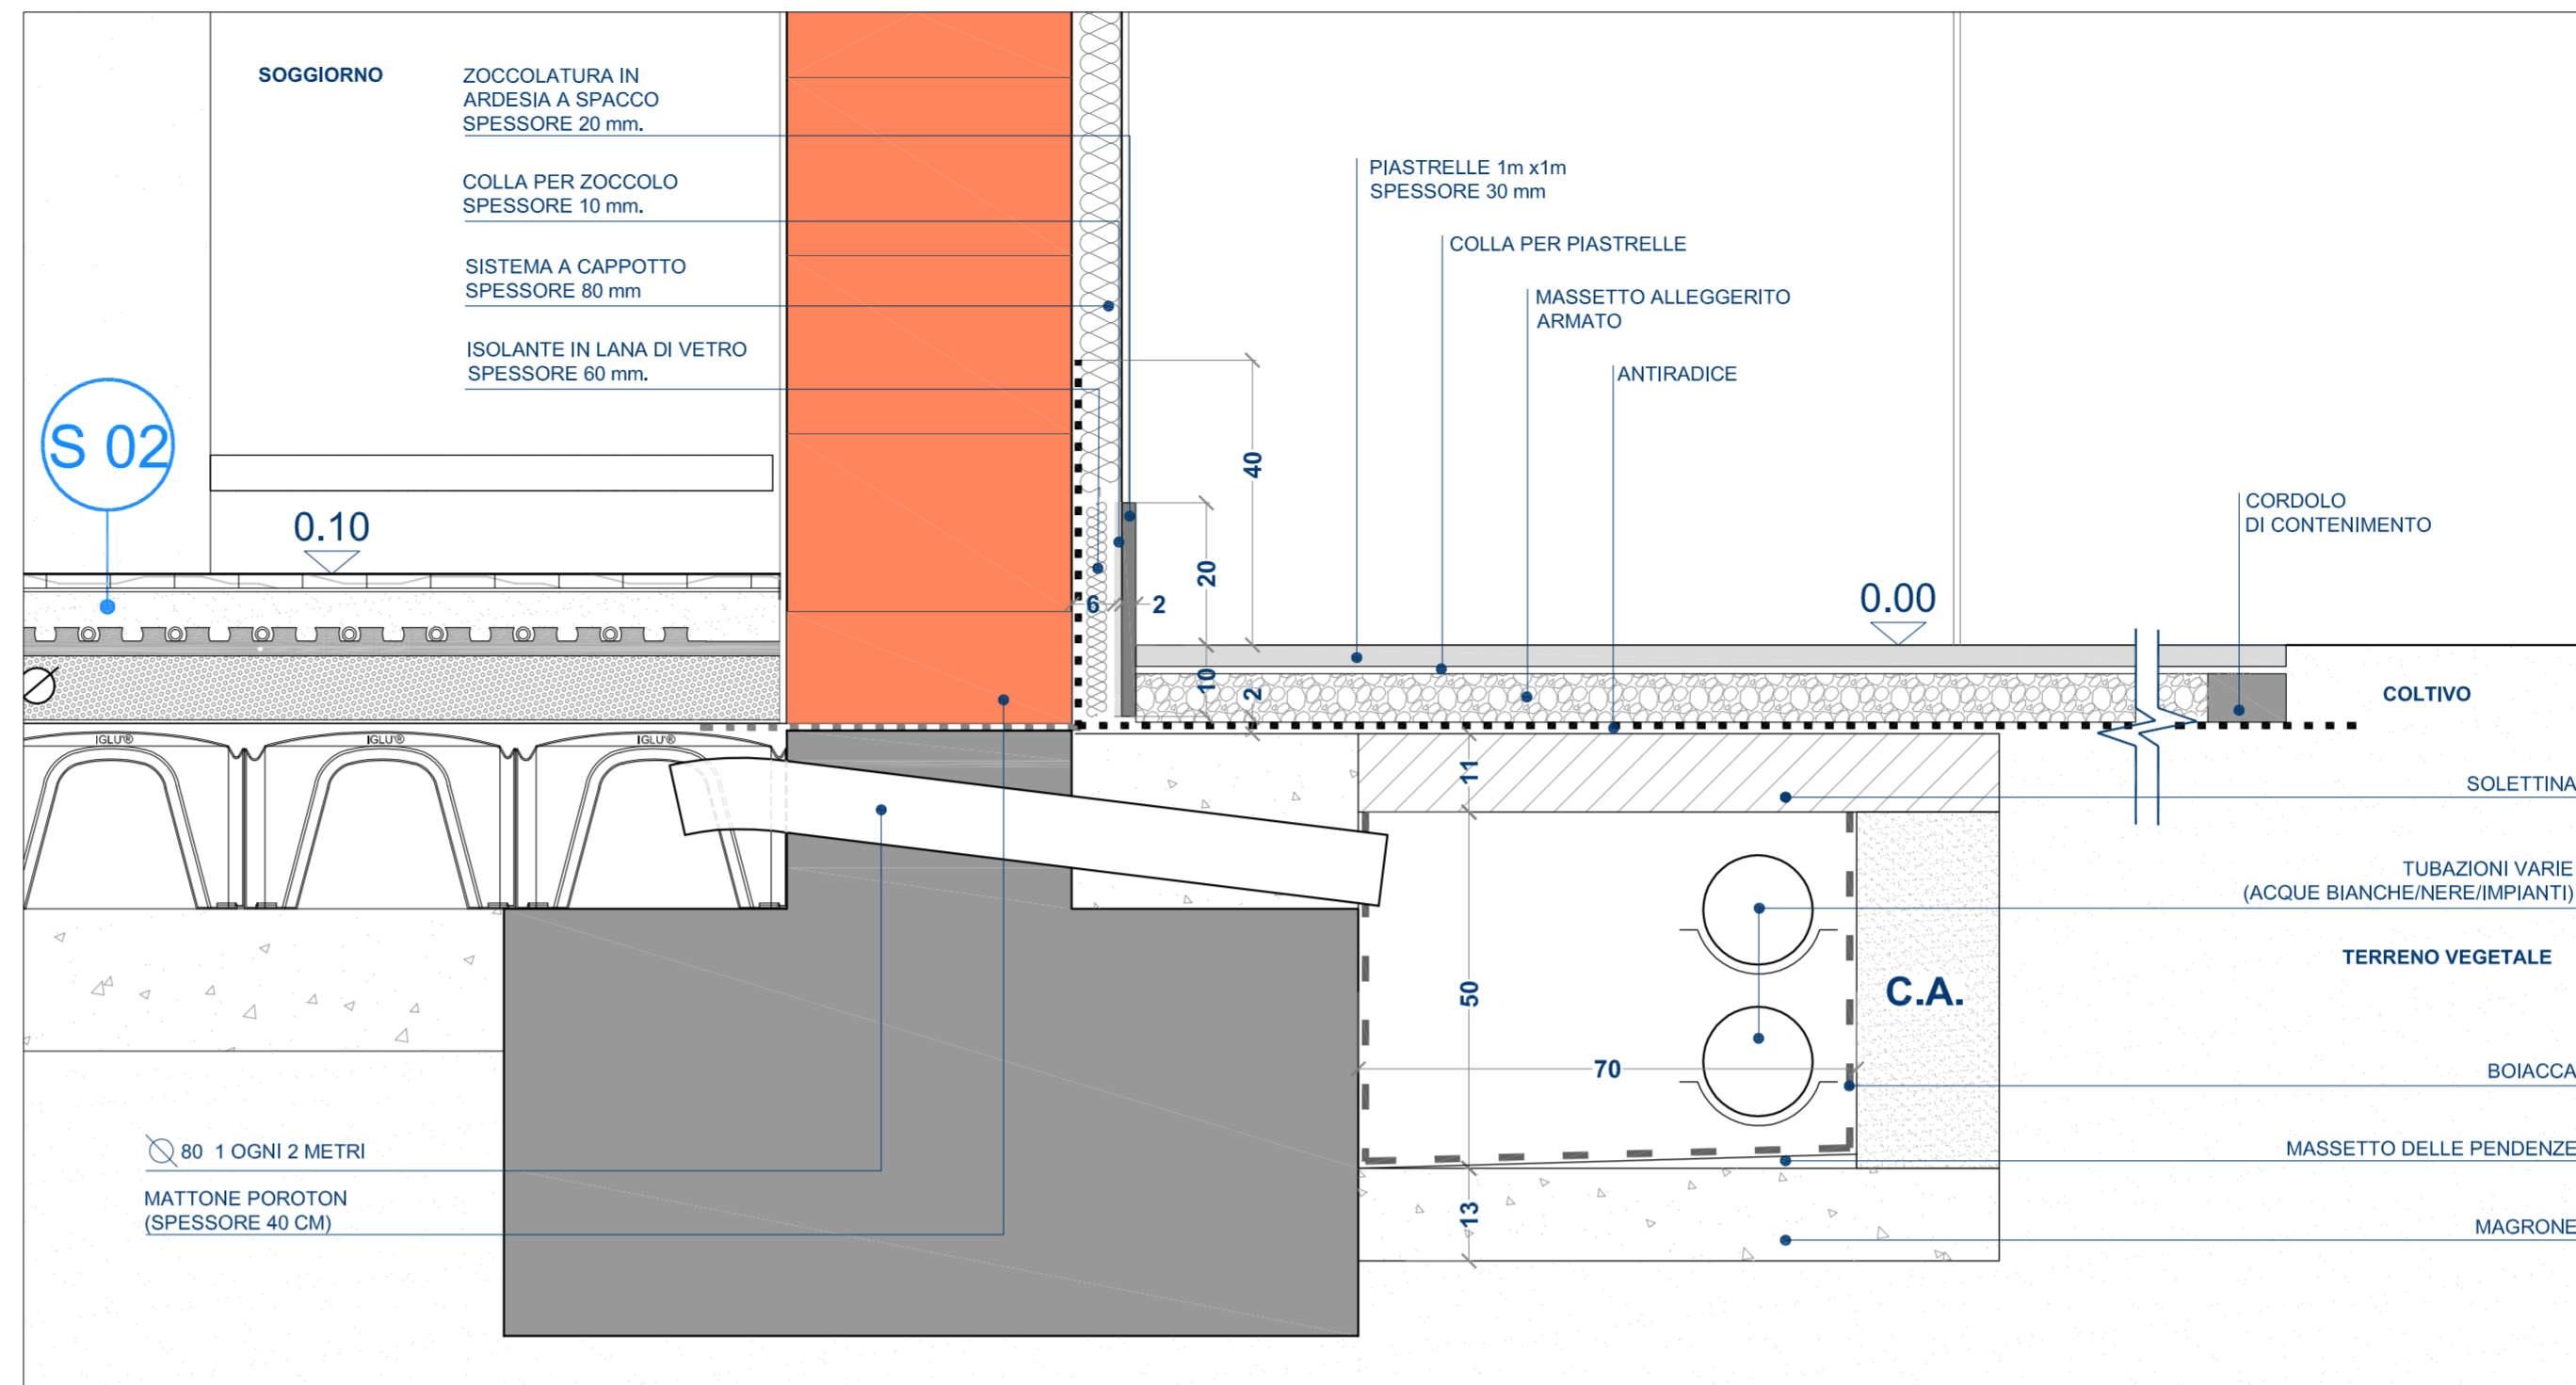 SOGGIORNO
ZOCCOLATURA IN
ARDESIA A SPACCO
SPESSORE 20 mm.
COLLA PER ZOCCOLO
SPESSORE 10 mm.
SISTEMA A CAPPOTTO
SPESSORE 80 mm
ISOLANTE IN LANA DI VETRO
SPESSORE 60 mm.
PIASTRELLE 1m x1m
SPESSORE 30 mm
COLLA PER PIASTRELLE
MASSETTO ALLEGGERITO
ARMATO
ANTIRADICE
S 02
0.10
40
20
6
2
10
2
0.00
CORDOLO
DI CONTENIMENTO
COLTIVO
IGLU'®
IGLU'®
IGLU'®
11
SOLETTINA
TUBAZIONI VARIE
(ACQUE BIANCHE/NERE/IMPIANTI)
TERRENO VEGETALE
C.A.
50
70
BOIACCA
MASSETTO DELLE PENDENZE
13
MAGRONE
80 1 OGNI 2 METRI
MATTONE POROTON
(SPESSORE 40 CM)